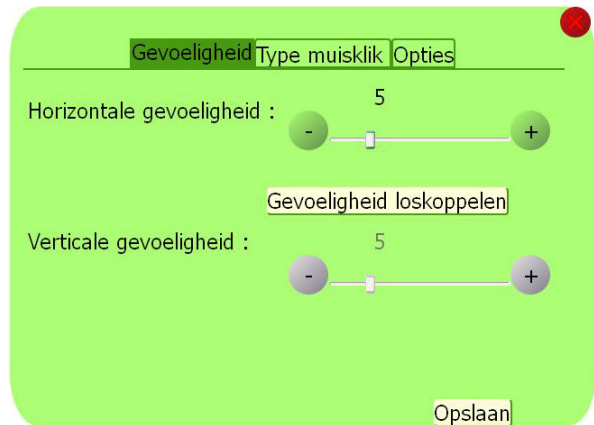 Gevoeligheid Type muisklik Opties
5
Horizontale gevoeligheid :
- +
Gevoeligheid loskoppelen
Verticale gevoeligheid : 5
- +
Opslaan